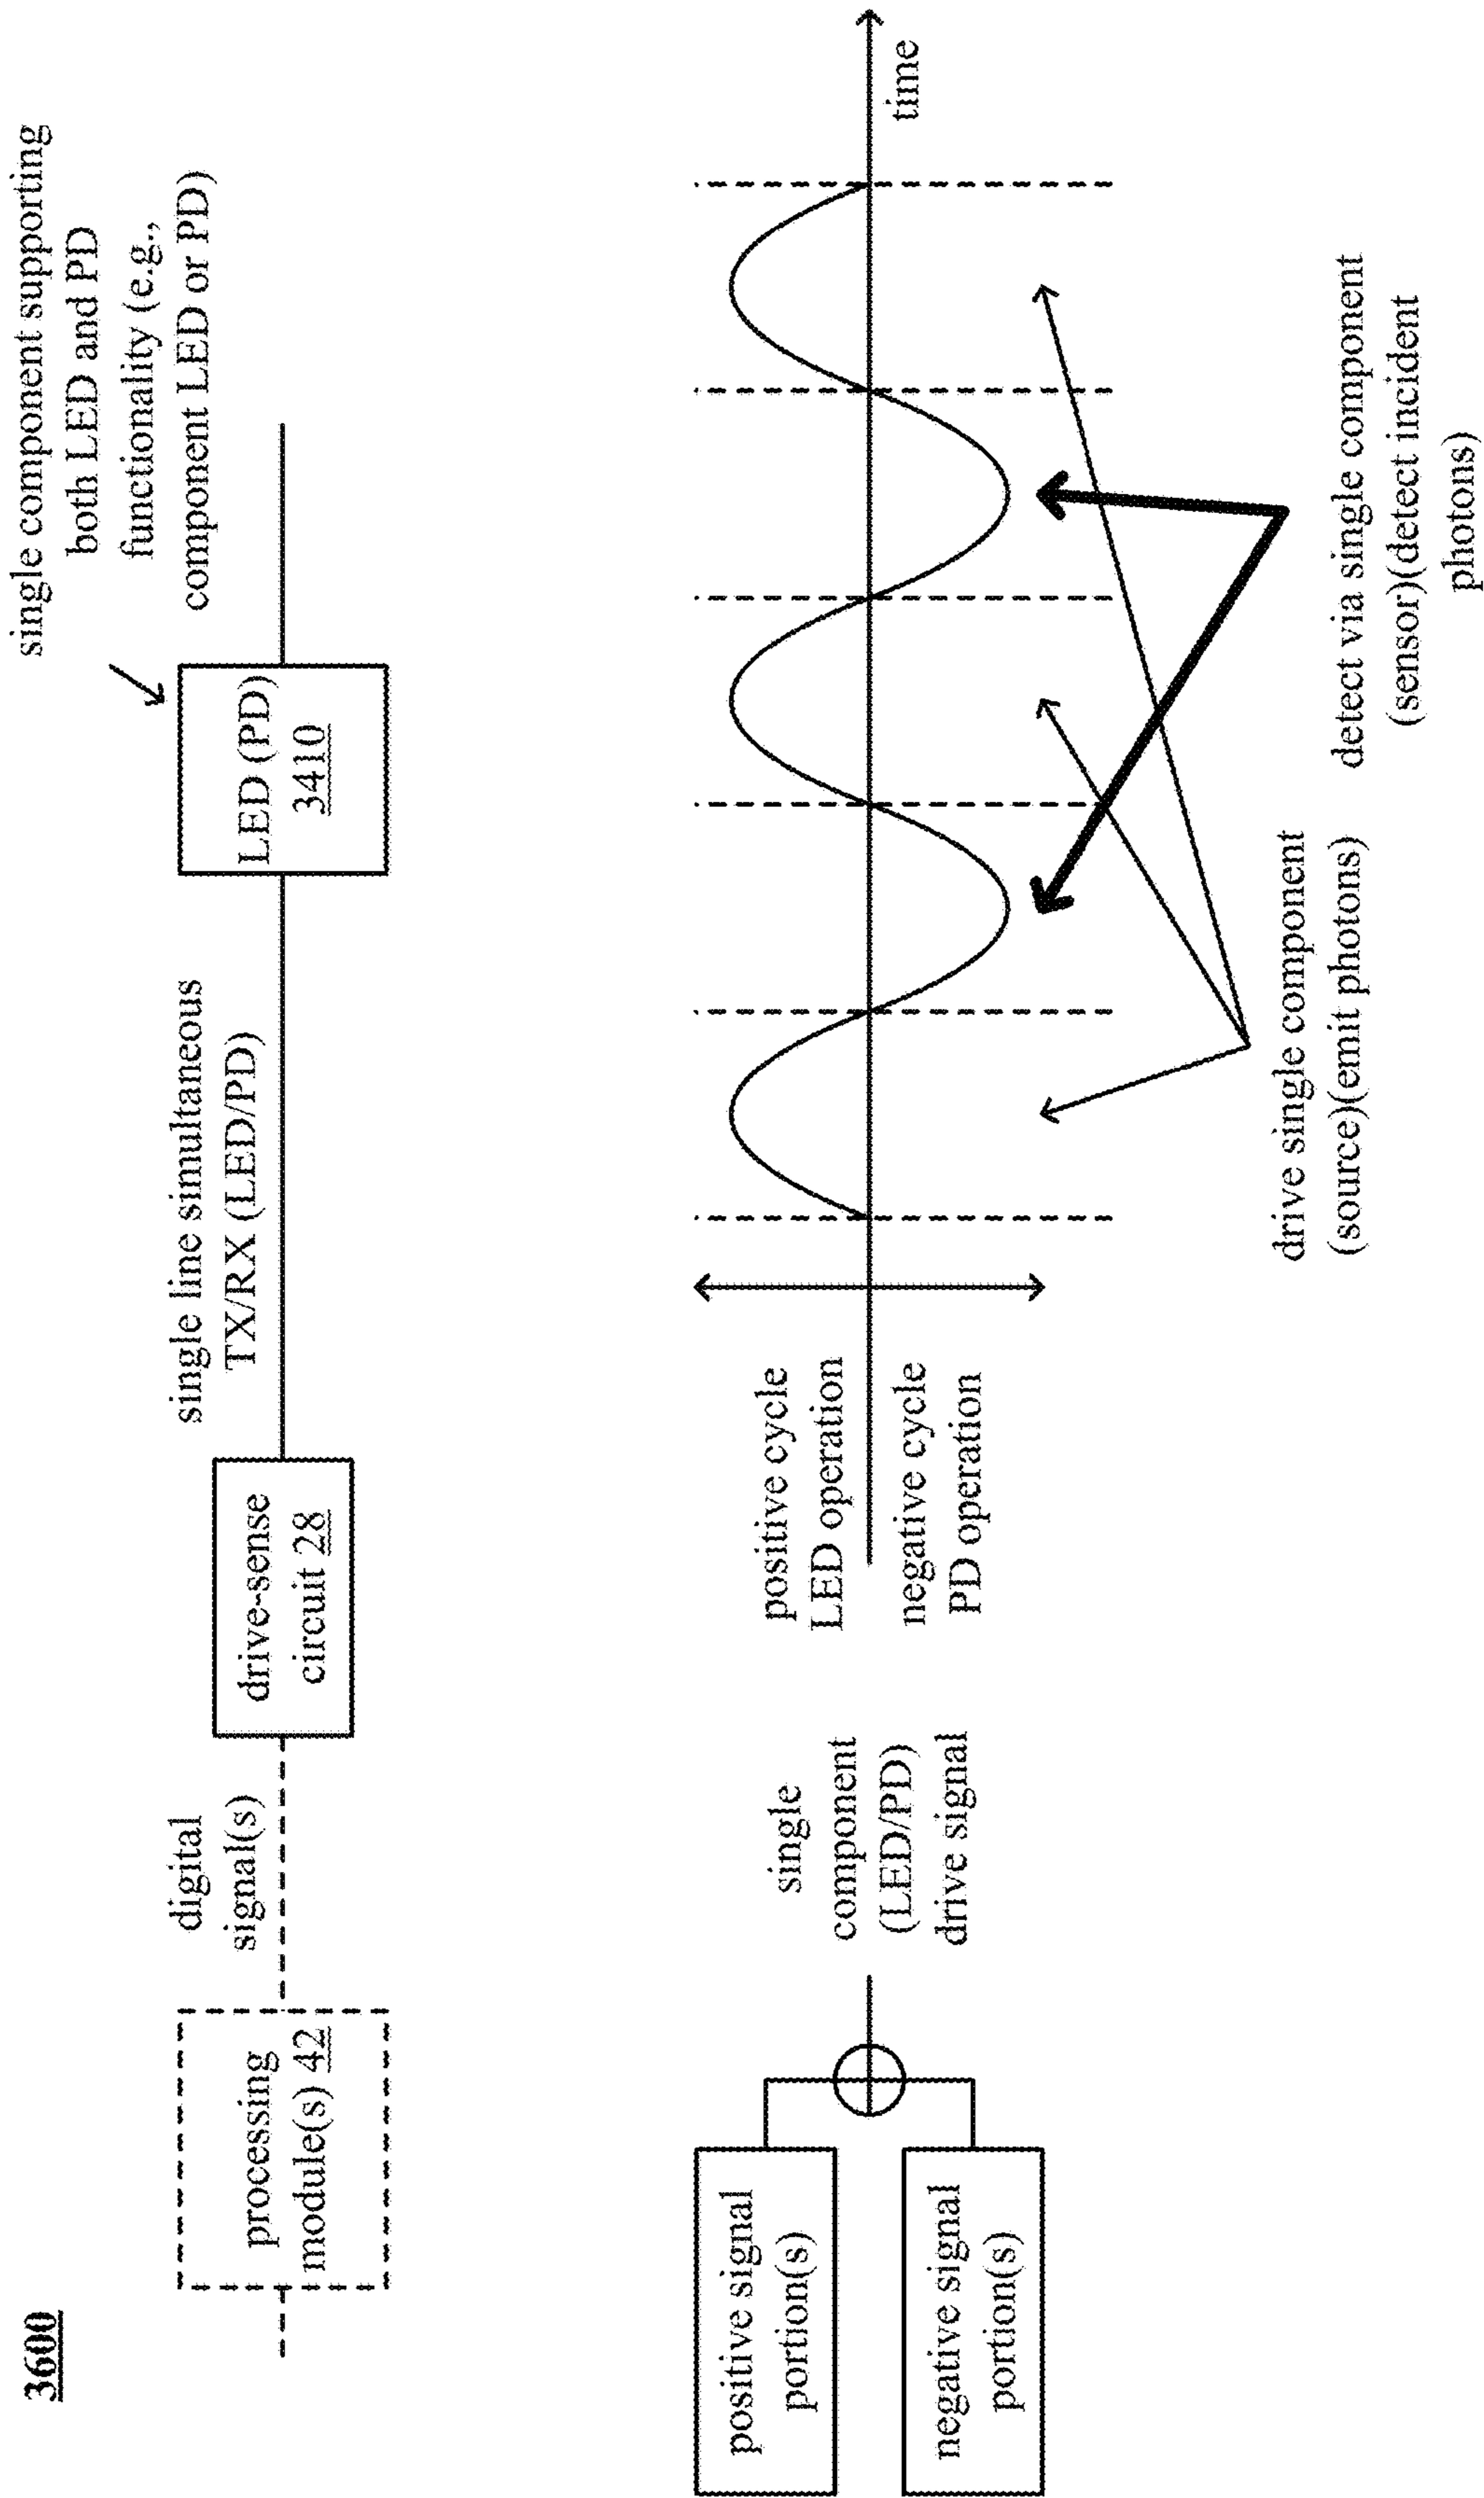 3600
processing
module(s) 42
digital
signal(s)
drive-sense
circuit 28
single line simultaneous
TX/RX (LED/PD)
LED (PD)
3410
single component supporting
both LED and PD
functionality (e.g.,
component LED or PD)
positive signal
portion(s)
negative signal
portion(s)
single
component
(LED/PD)
drive signal
positive cycle
LED operation
negative cycle
PD operation
time
drive single component
(source)(emit photons)
detect via single component
(sensor)(detect incident
photons)